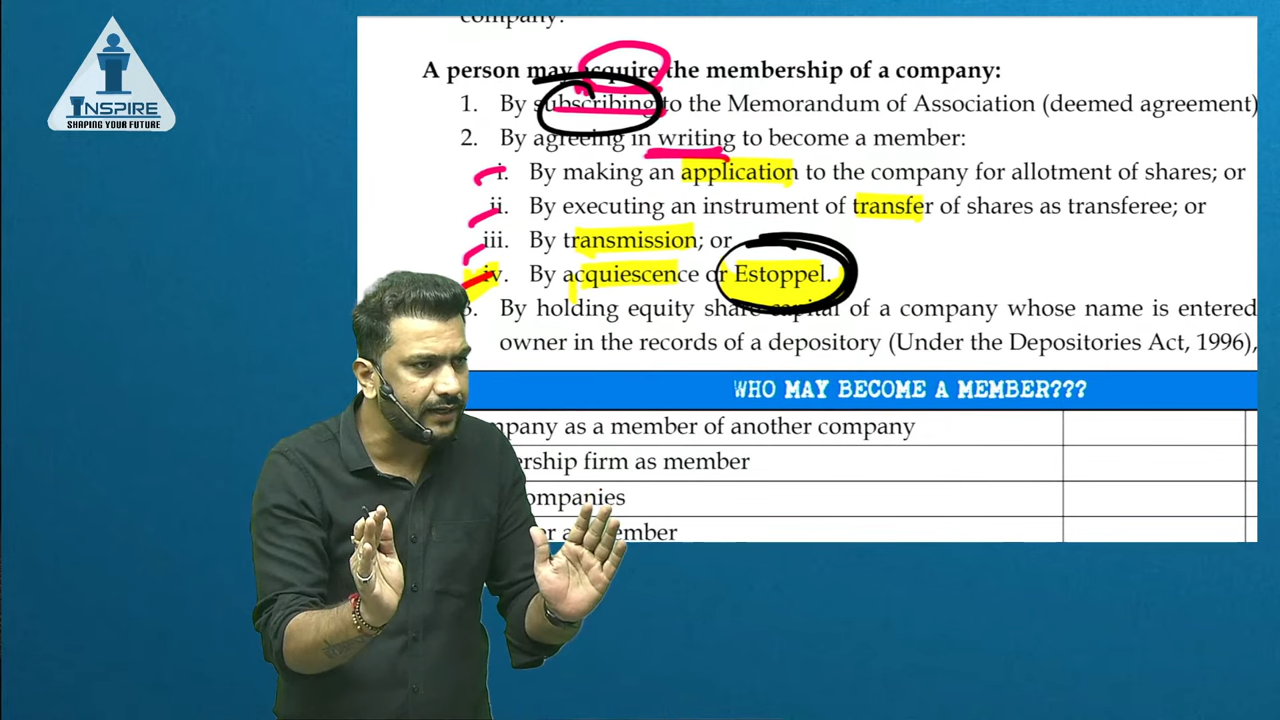 INSPIRE
SHAPING YOUR FUTURE
company.
A person may acquire the membership of a company:
1. By subscribing to the Memorandum of Association (deemed agreement)
2. By agreeing in writing to become a member:
i. By making an application to the company for allotment of shares; or
ii. By executing an instrument of transfer of shares as transferee; or
iii. By transmission; or
iv. By acquiescence or Estoppel.
3. By holding equity share capital of a company whose name is entered
owner in the records of a depository (Under the Depositories Act, 1996),
WHO MAY BECOME A MEMBER???
as a member of another company
firm as member